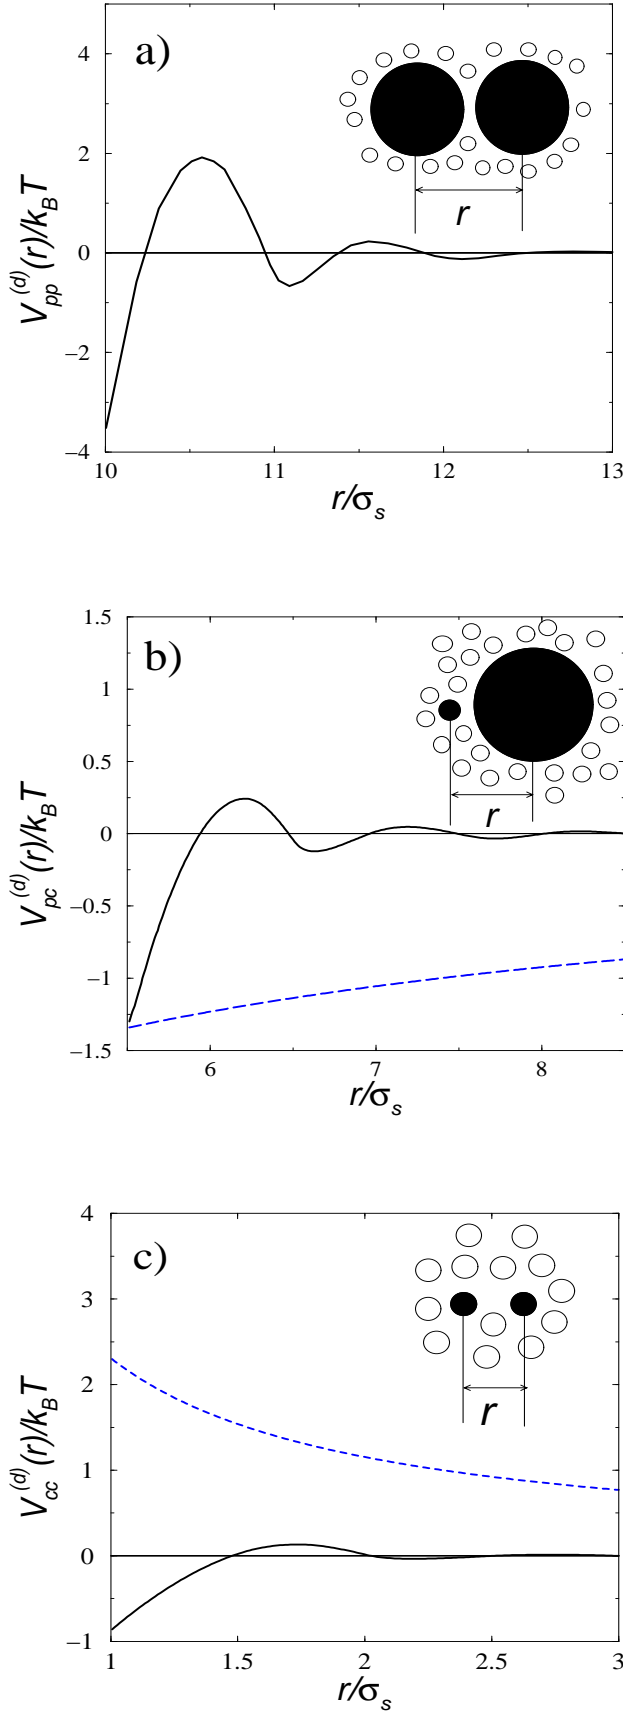 a)
4
2
0
−2
−4
V_pp^(d)(r)/k_BT
r
10
11
12
13
r/σ_s
b)
1.5
1
0.5
0
−0.5
−1
−1.5
V_pc^(d)(r)/k_BT
r
6
7
8
r/σ_s
c)
4
3
2
1
0
−1
V_cc^(d)(r)/k_BT
r
1
1.5
2
2.5
3
r/σ_s